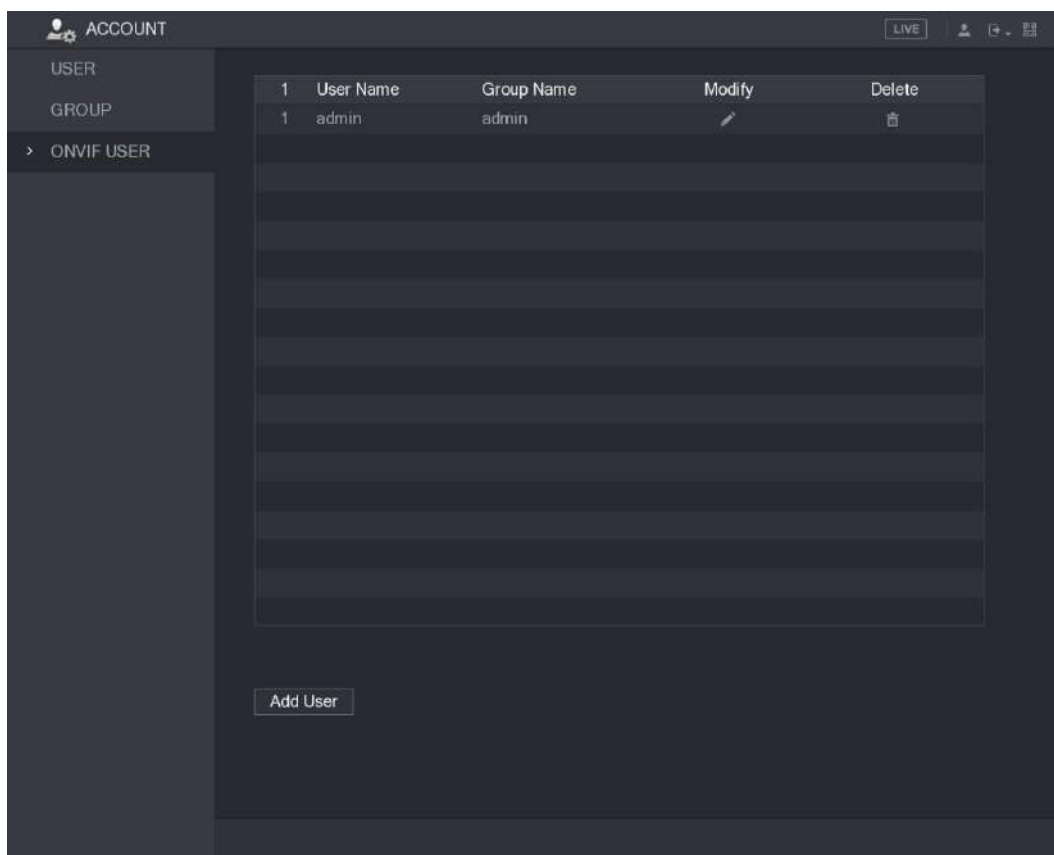 ACCOUNT
LIVE
USER
GROUP
ONVIF USER
1 User Name Group Name Modify Delete
1 admin admin
Add User